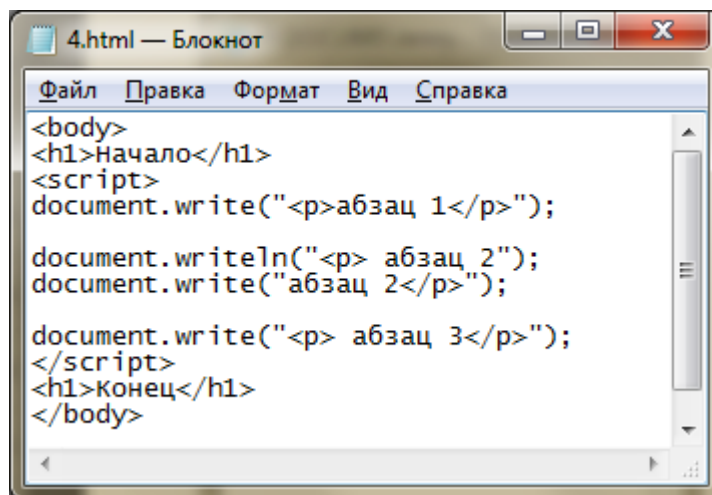 4.html — Блокнот
Файл Правка Формат Вид Справка
<body>
<h1>Начало</h1>
<script>
document.write("<p>абзац 1</p>");
document.writeln("<p> абзац 2");
document.write("абзац 2</p>");
document.write("<p> абзац 3</p>");
</script>
<h1>Конец</h1>
</body>